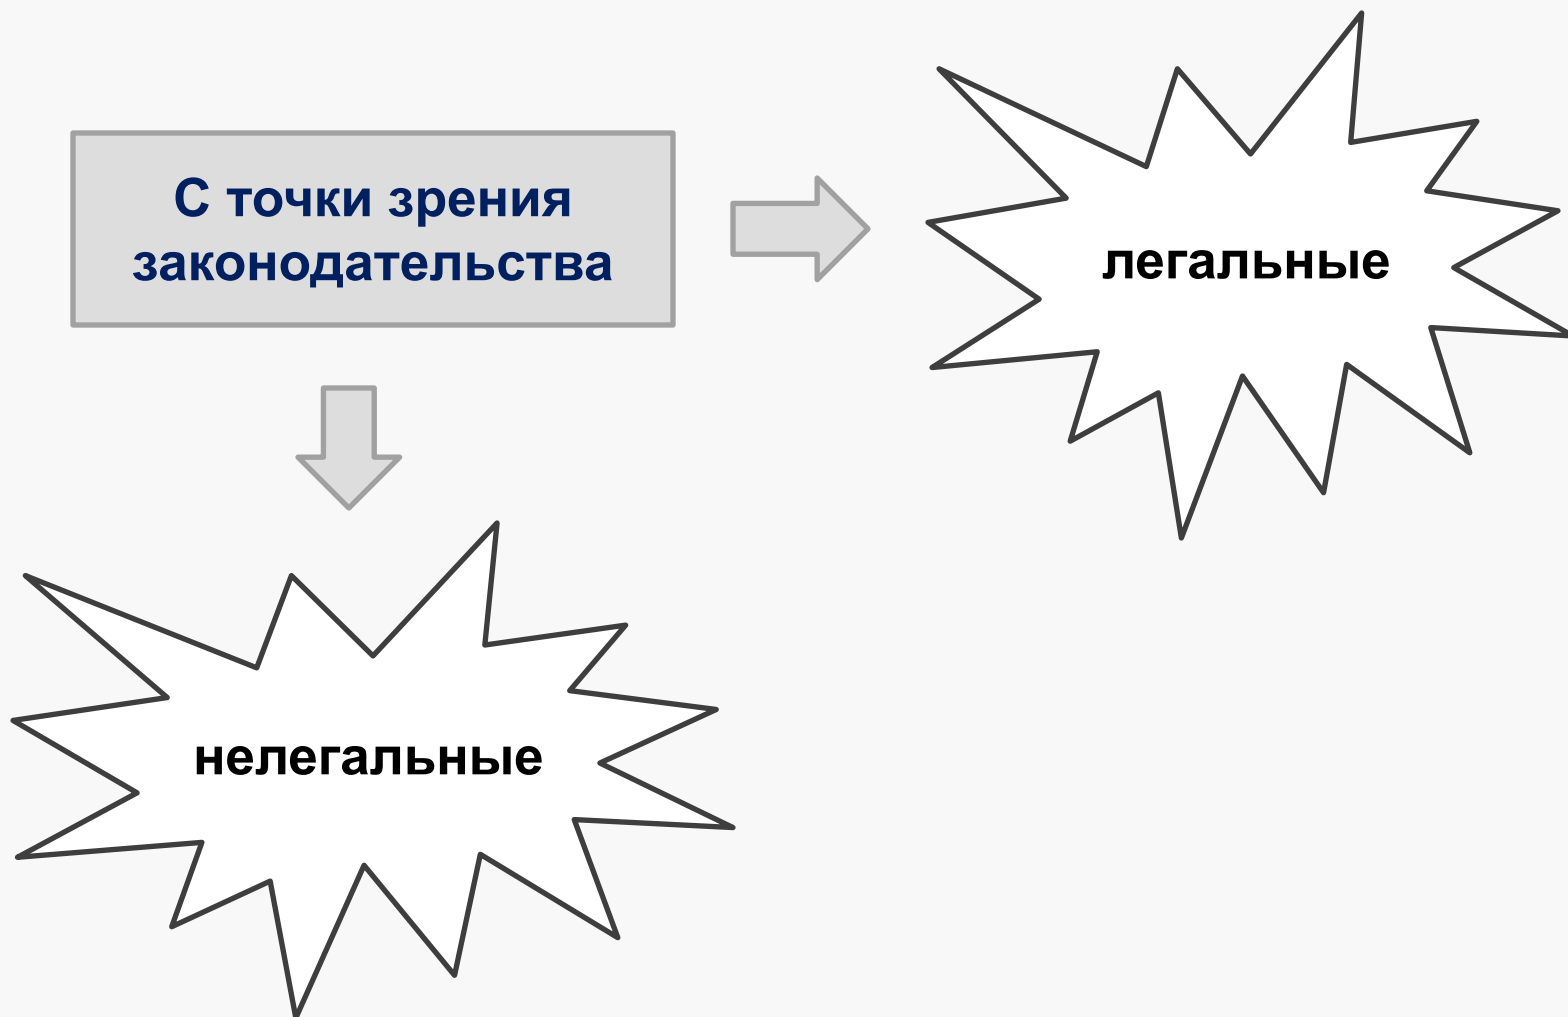 С точки зрения
законодательства
легальные
нелегальные